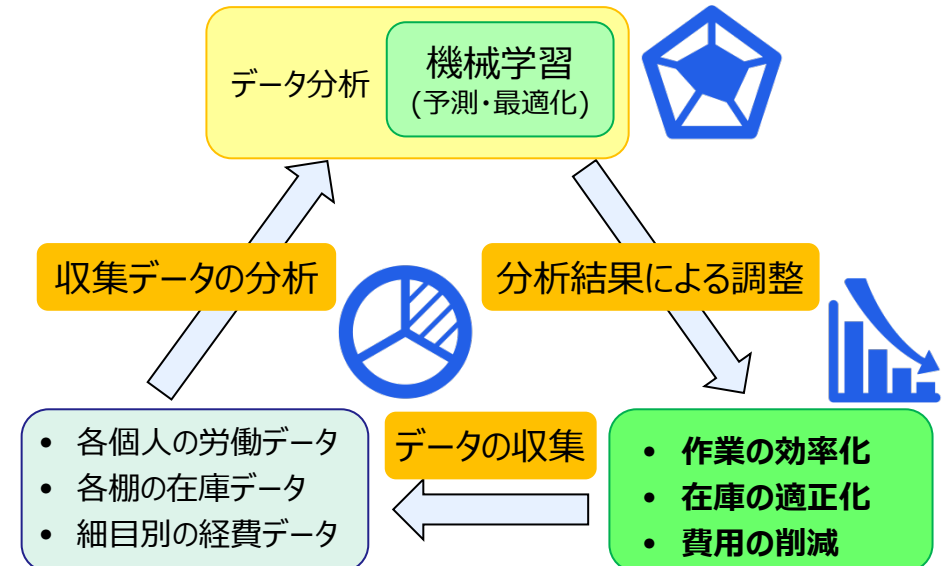 データ分析
機械学習
(予測・最適化)
収集データの分析
分析結果による調整
データの収集
• 各個人の労働データ
• 各棚の在庫データ
• 細目別の経費データ
• 作業の効率化
• 在庫の適正化
• 費用の削減